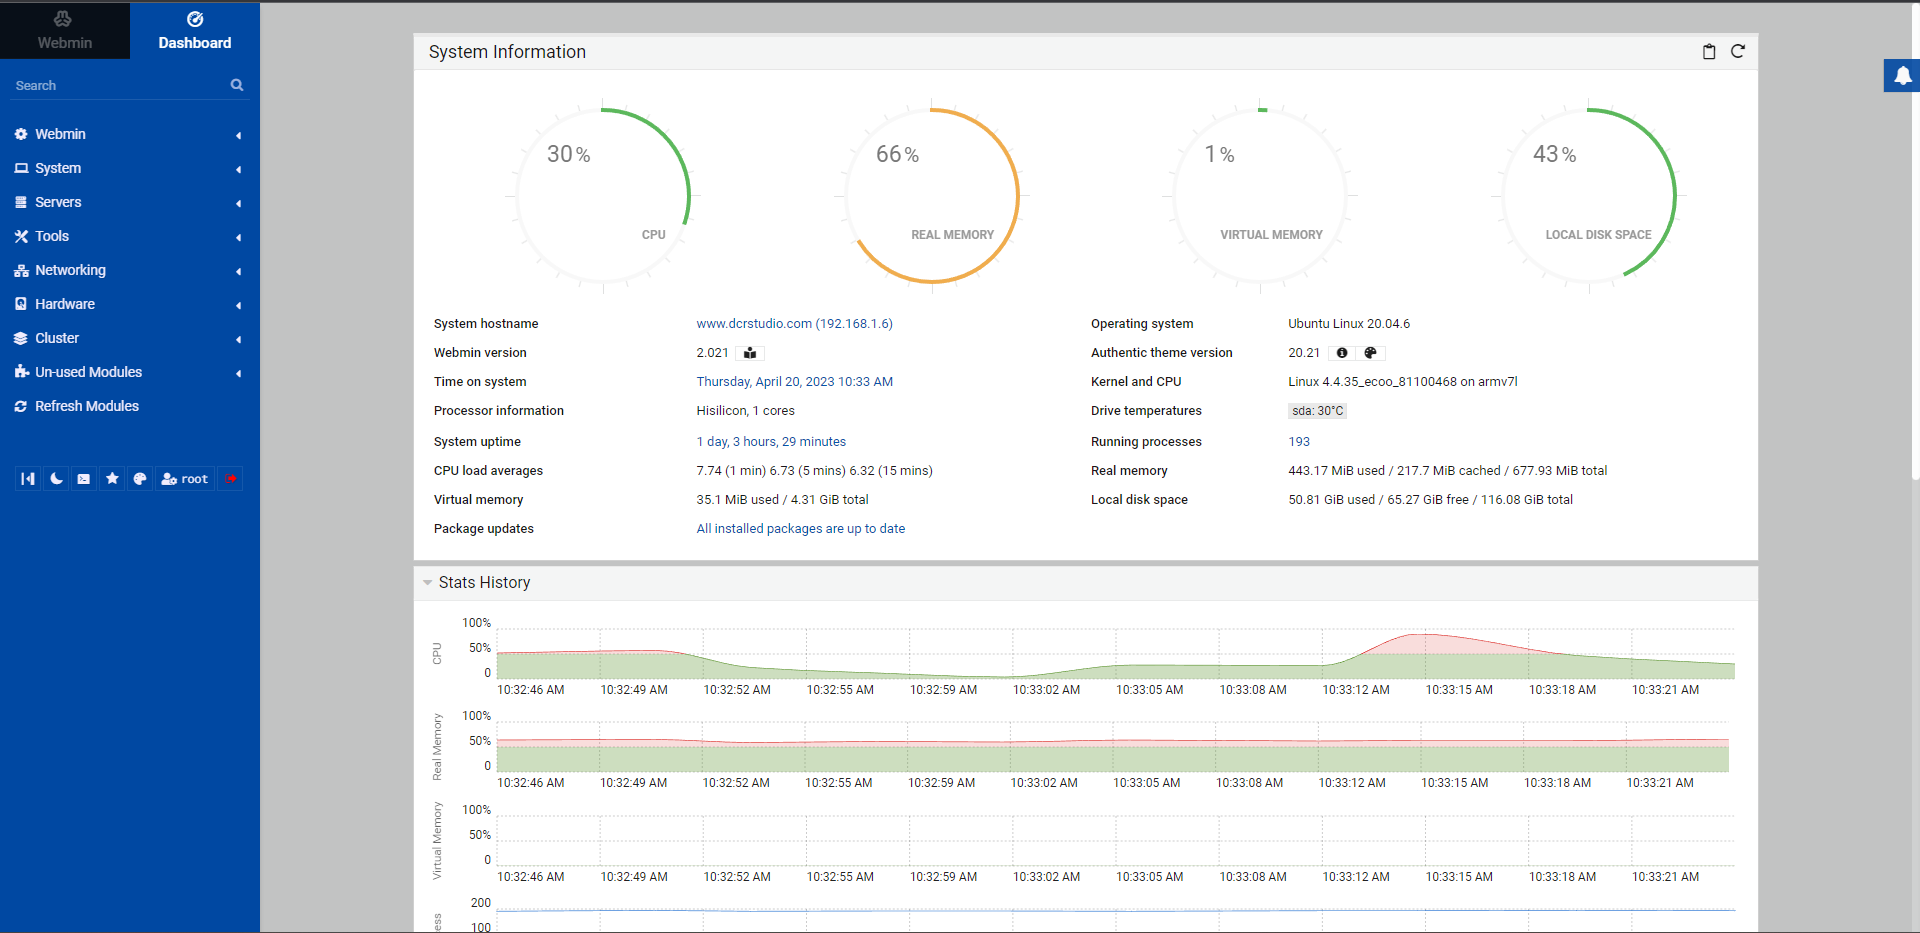 Webmin
Dashboard
Search
Webmin
System
Servers
Tools
Networking
Hardware
Cluster
Un-used Modules
Refresh Modules
root
System Information
30%
CPU
66%
REAL MEMORY
1%
VIRTUAL MEMORY
43%
LOCAL DISK SPACE
System hostname www.dcrstudio.com (192.168.1.6) Operating system Ubuntu Linux 20.04.6
Webmin version 2.021 Authentic theme version 20.21
Time on system Thursday, April 20, 2023 10:33 AM Kernel and CPU Linux 4.4.35_ecoo_81100468 on armv7l
Processor information Hisilicon, 1 cores Drive temperatures sda: 30°C
System uptime 1 day, 3 hours, 29 minutes Running processes 193
CPU load averages 7.74 (1 min) 6.73 (5 mins) 6.32 (15 mins) Real memory 443.17 MiB used / 217.7 MiB cached / 677.93 MiB total
Virtual memory 35.1 MiB used / 4.31 GiB total Local disk space 50.81 GiB used / 65.27 GiB free / 116.08 GiB total
Package updates All installed packages are up to date
Stats History
CPU
100%
50%
0
10:32:46 AM 10:32:49 AM 10:32:52 AM 10:32:55 AM 10:32:59 AM 10:33:02 AM 10:33:05 AM 10:33:08 AM 10:33:12 AM 10:33:15 AM 10:33:18 AM 10:33:21 AM
Real Memory
100%
50%
0
10:32:46 AM 10:32:49 AM 10:32:52 AM 10:32:55 AM 10:32:59 AM 10:33:02 AM 10:33:05 AM 10:33:08 AM 10:33:12 AM 10:33:15 AM 10:33:18 AM 10:33:21 AM
Virtual Memory
100%
50%
0
10:32:46 AM 10:32:49 AM 10:32:52 AM 10:32:55 AM 10:32:59 AM 10:33:02 AM 10:33:05 AM 10:33:08 AM 10:33:12 AM 10:33:15 AM 10:33:18 AM 10:33:21 AM
200
100